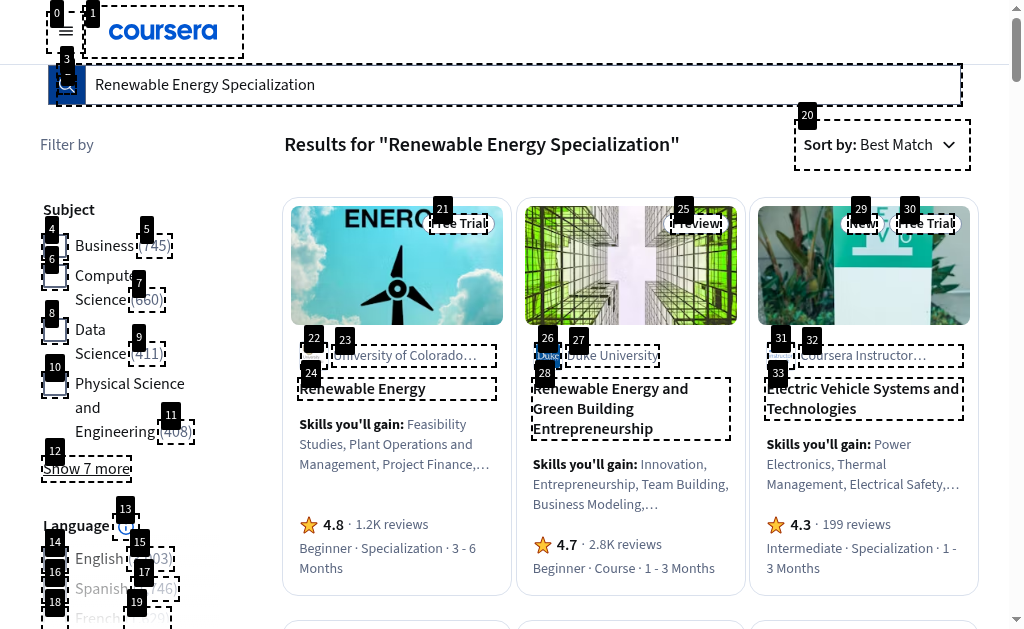 0
1
coursera
3
Renewable Energy Specialization
20
Filter by
Results for "Renewable Energy Specialization"
Sort by: Best Match
Subject
4
5
Business (745)
6
Computer
7
Science (660)
8
Data
9
Science (411)
10
Physical Science
and
11
Engineering (408)
12
Show 7 more
13
Language
14
15
English
16
17
Spanish
18
19
French
21
Free Trial
ENERG
22
23
University of Colorado…
24
Renewable Energy
Skills you'll gain: Feasibility
Studies, Plant Operations and
Management, Project Finance,…
4.8 · 1.2K reviews
Beginner · Specialization · 3 - 6
Months
25
Preview
26
27
Duke
Duke University
28
Renewable Energy and
Green Building
Entrepreneurship
Skills you'll gain: Innovation,
Entrepreneurship, Team Building,
Business Modeling,…
4.7 · 2.8K reviews
Beginner · Course · 1 - 3 Months
29
30
New
Free Trial
31
32
Coursera Instructor…
33
Electric Vehicle Systems and
Technologies
Skills you'll gain: Power
Electronics, Thermal
Management, Electrical Safety,…
4.3 · 199 reviews
Intermediate · Specialization · 1 -
3 Months